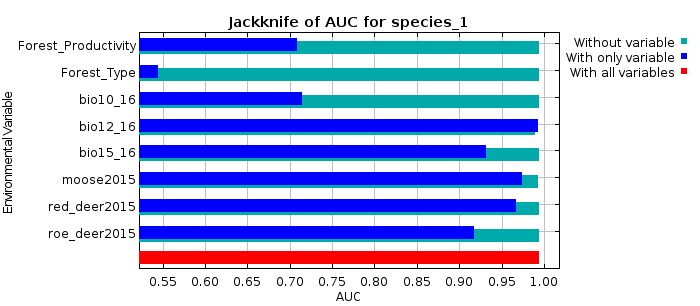 Jackknife of AUC for species_1
Without variable
With only variable
With all variables
Environmental Variable
Forest_Productivity
Forest_Type
bio10_16
bio12_16
bio15_16
moose2015
red_deer2015
roe_deer2015
0.55 0.60 0.65 0.70 0.75 0.80 0.85 0.90 0.95 1.00
AUC